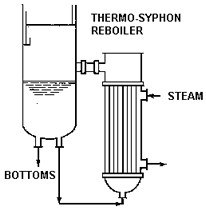 THERMO-SYPHON
REBOILER
STEAM
BOTTOMS